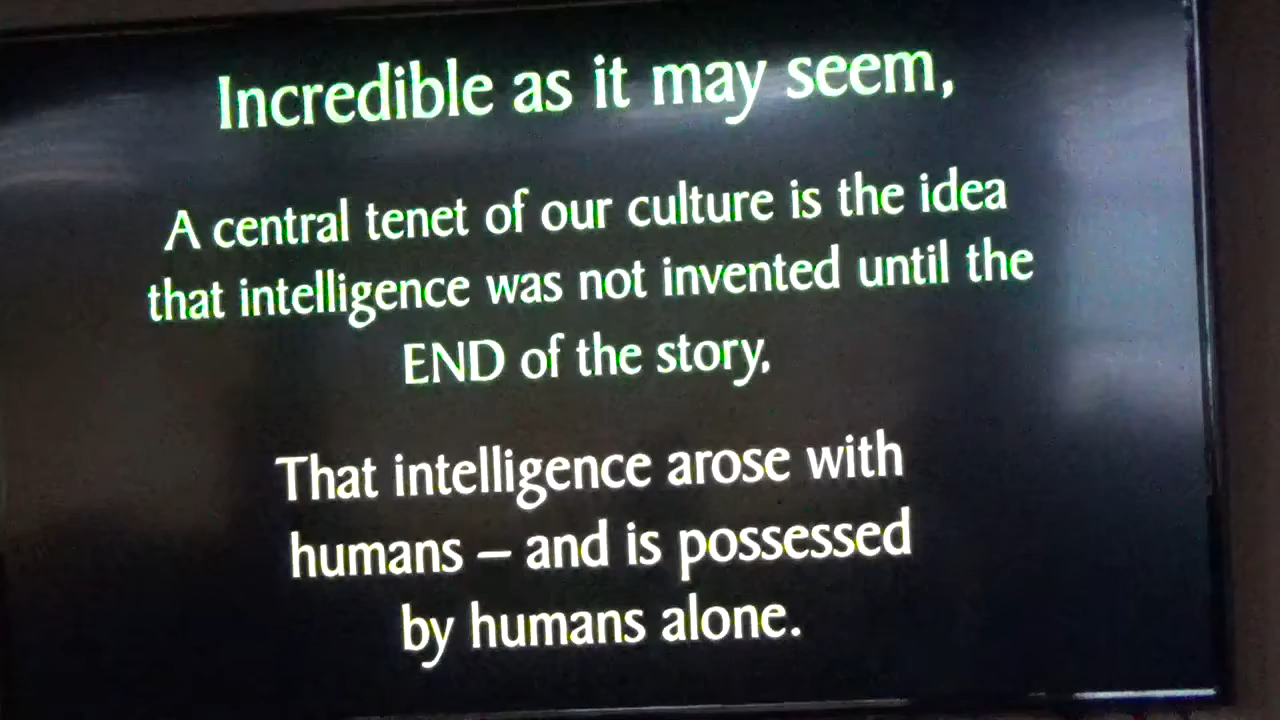 Incredible as it may seem,
A central tenet of our culture is the idea
that intelligence was not invented until the
END of the story,
That intelligence arose with
humans – and is possessed
by humans alone.